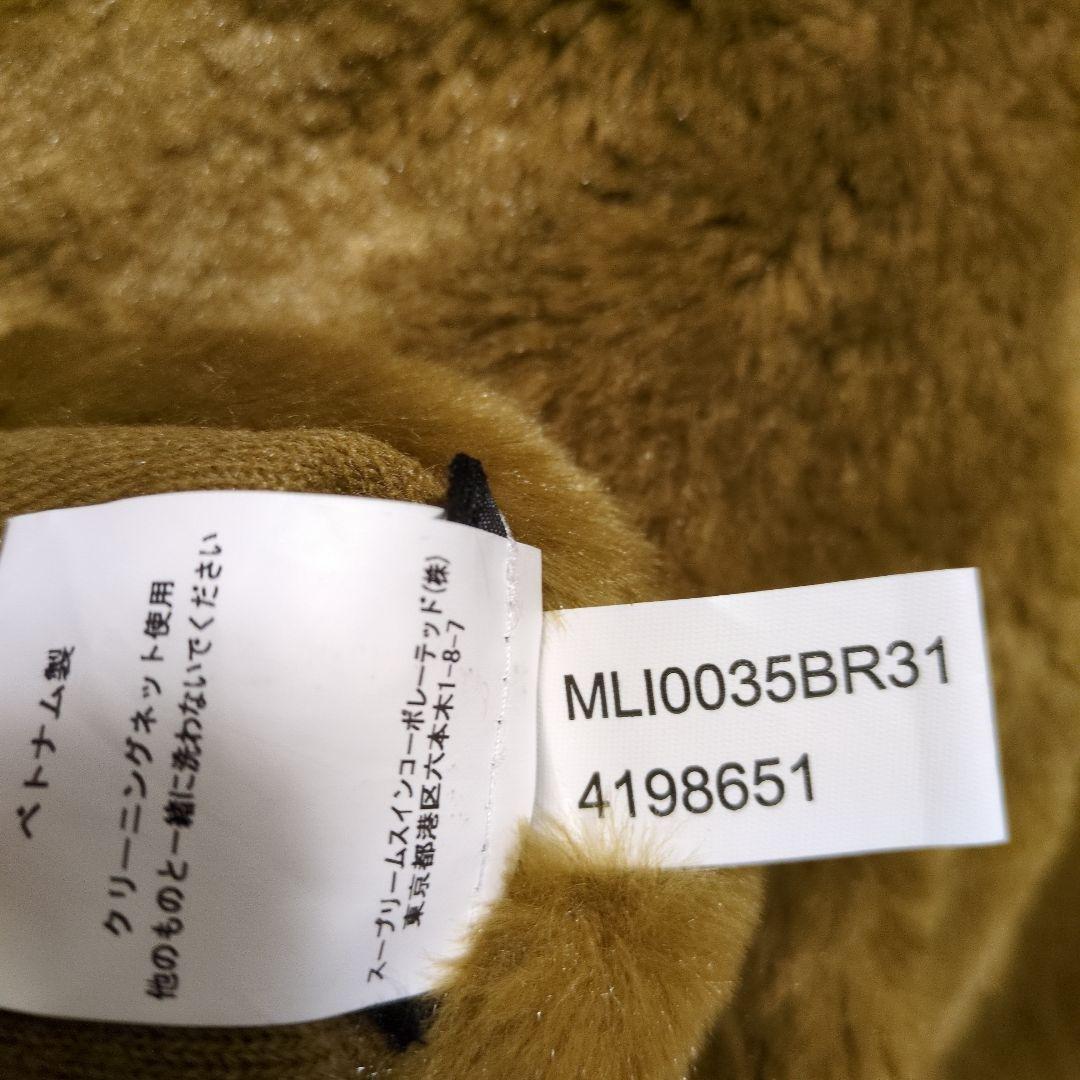 ベトナム製
クリーニングネット使用
他のものと一緒に洗わないでください
スープリームスインコーポレーテッド(株)
東京都港区六本木1-8-7
MLI0035BR31
4198651